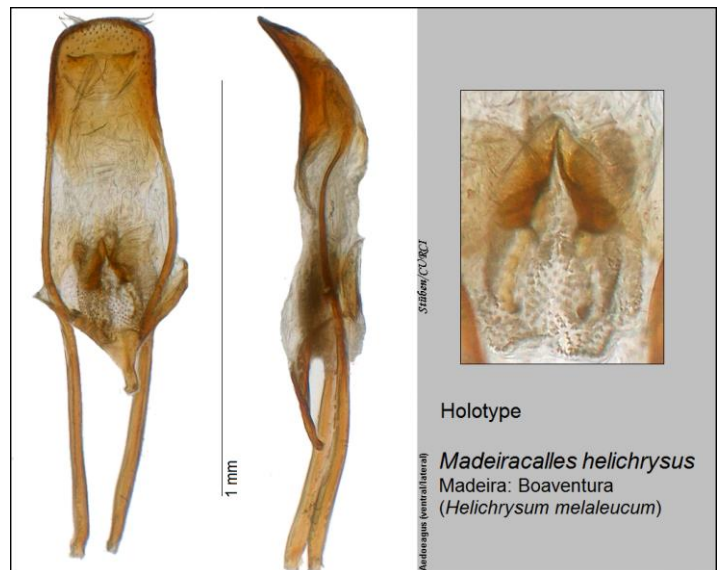 1 mm
Stüben/CURCI
Aedoeagus (ventral/lateral)
Holotype
Madeiracalles helichrysus
Madeira: Boaventura
(Helichrysum melaleucum)